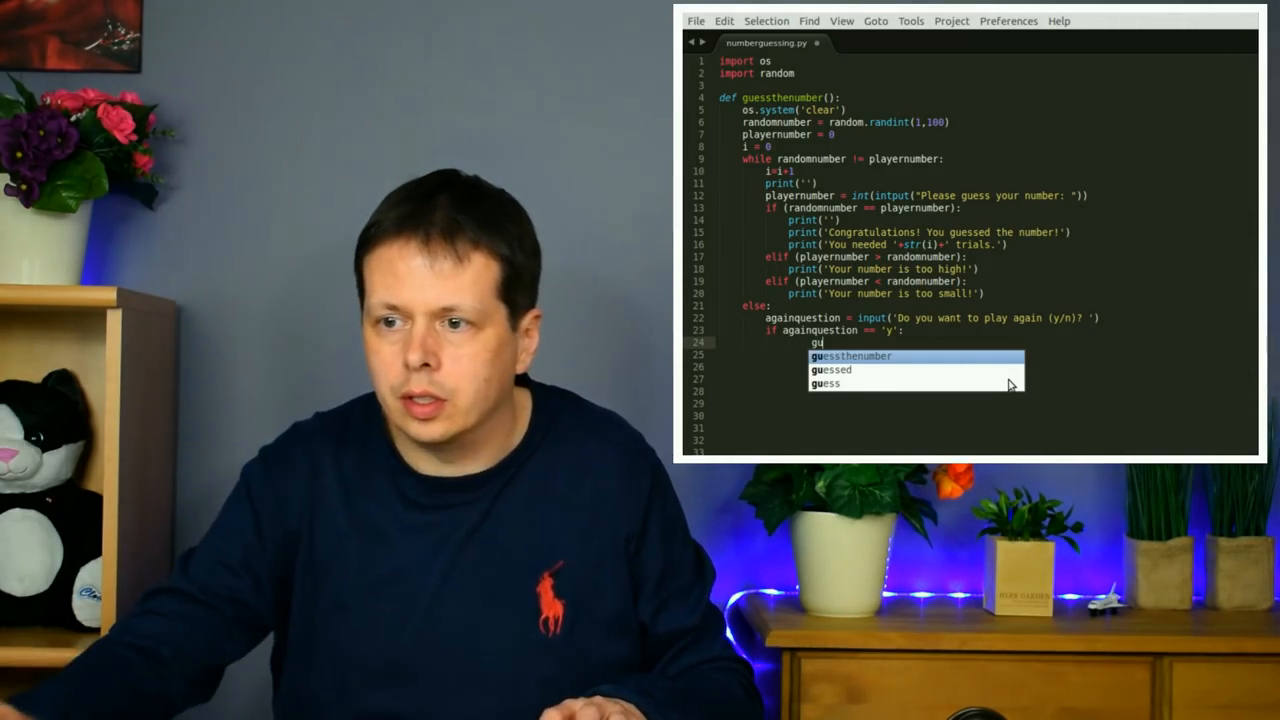 File Edit Selection Find View Goto Tools Project Preferences Help
numberguessing.py
1 import os
2 import random
3
4 def guessthenumber():
5 os.system('clear')
6 randomnumber = random.randint(1,100)
7 playernumber = 0
8 i = 0
9 while randomnumber != playernumber:
10 i=i+1
11 print('')
12 playernumber = int(intput("Please guess your number: "))
13 if (randomnumber == playernumber):
14 print('')
15 print('Congratulations! You guessed the number!')
16 print('You needed '+str(i)+' trials.')
17 elif (playernumber > randomnumber):
18 print('Your number is too high!')
19 elif (playernumber < randomnumber):
20 print('Your number is too small!')
21 else:
22 againquestion = input('Do you want to play again (y/n)? ')
23 if againquestion == 'y':
24 gu
25 guessthenumber
26 guessed
27 guess
28
29
30
31
32
33
HERB GARDEN